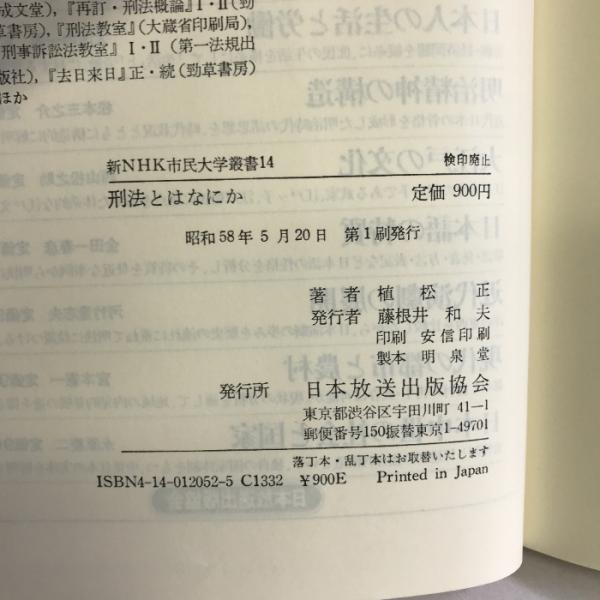 成文堂)、『再訂・刑法概論』Ⅰ・Ⅱ(勁
草書房)、『刑法教室』(大蔵省印刷局)、
刑事訴訟法教室』Ⅰ・Ⅱ(第一法規出
版社)、『去日来日』正・続(勁草書房)
ほか
新NHK市民大学叢書14 検印廃止
刑法とはなにか 定価 900円
昭和58年5月20日 第1刷発行
著者 植松正
発行者 藤根井和夫
印刷 安信印刷
製本 明泉堂
発行所 日本放送出版協会
東京都渋谷区宇田川町 41-1
郵便番号150振替東京1-49701
落丁本・乱丁本はお取替いたします
ISBN4-14-012052-5 C1332 ¥900E Printed in Japan